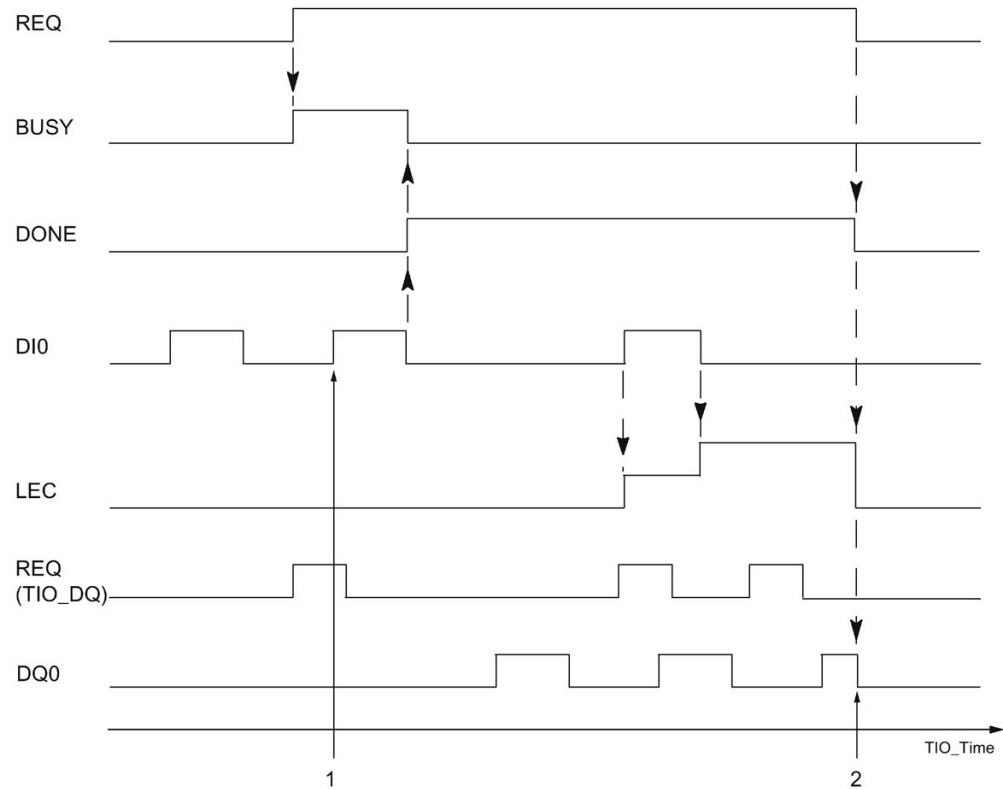 REQ
BUSY
DONE
DI0
LEC
REQ
(TIO_DQ)
DQ0
TIO_Time
1
2